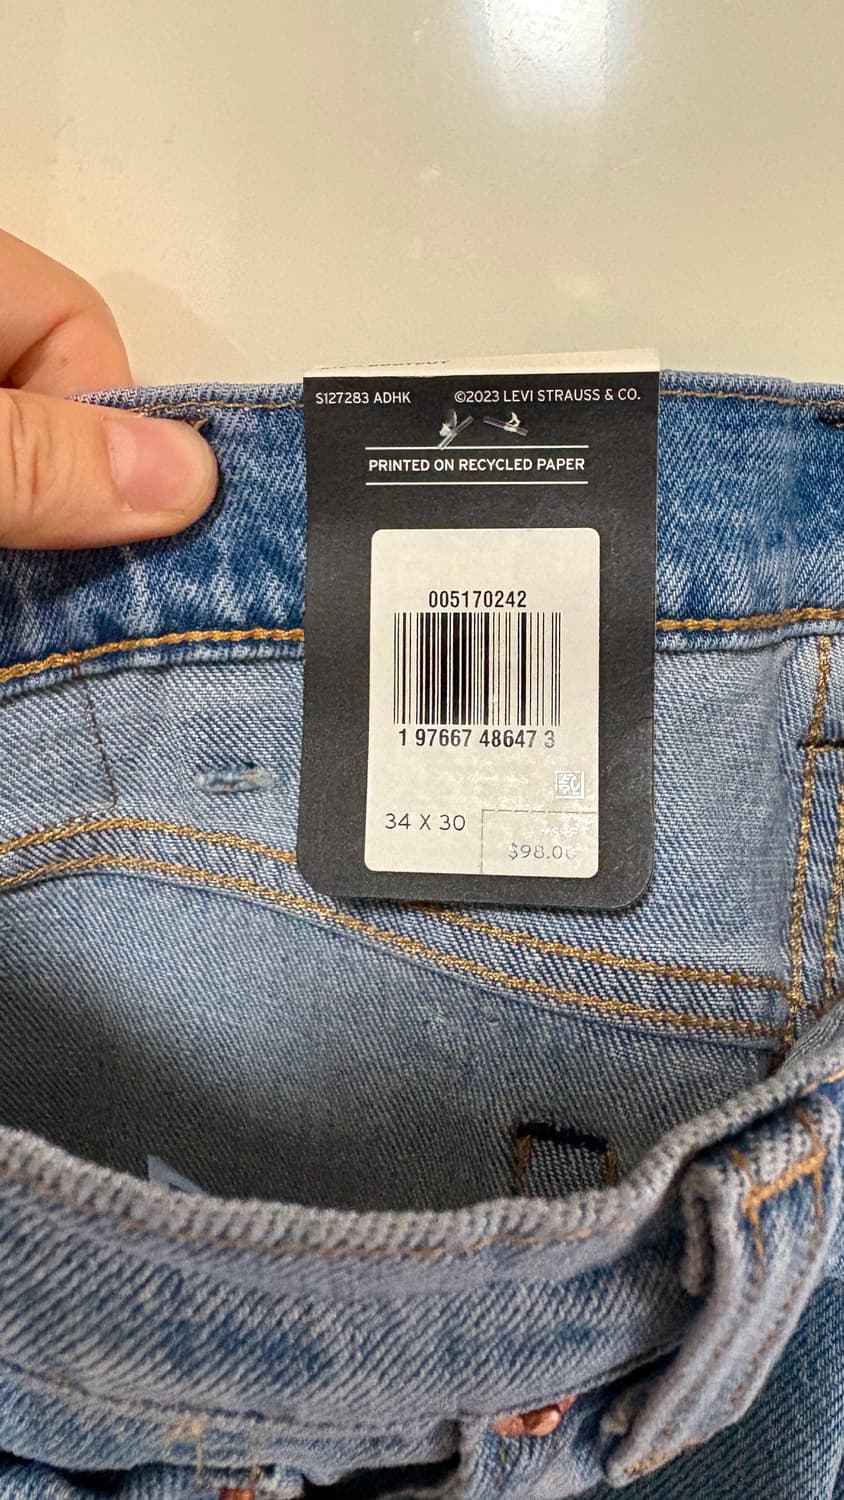 S127283 ADHK ©2023 LEVI STRAUSS & CO.
PRINTED ON RECYCLED PAPER
005170242
1 97667 48647 3
34 X 30
$98.00